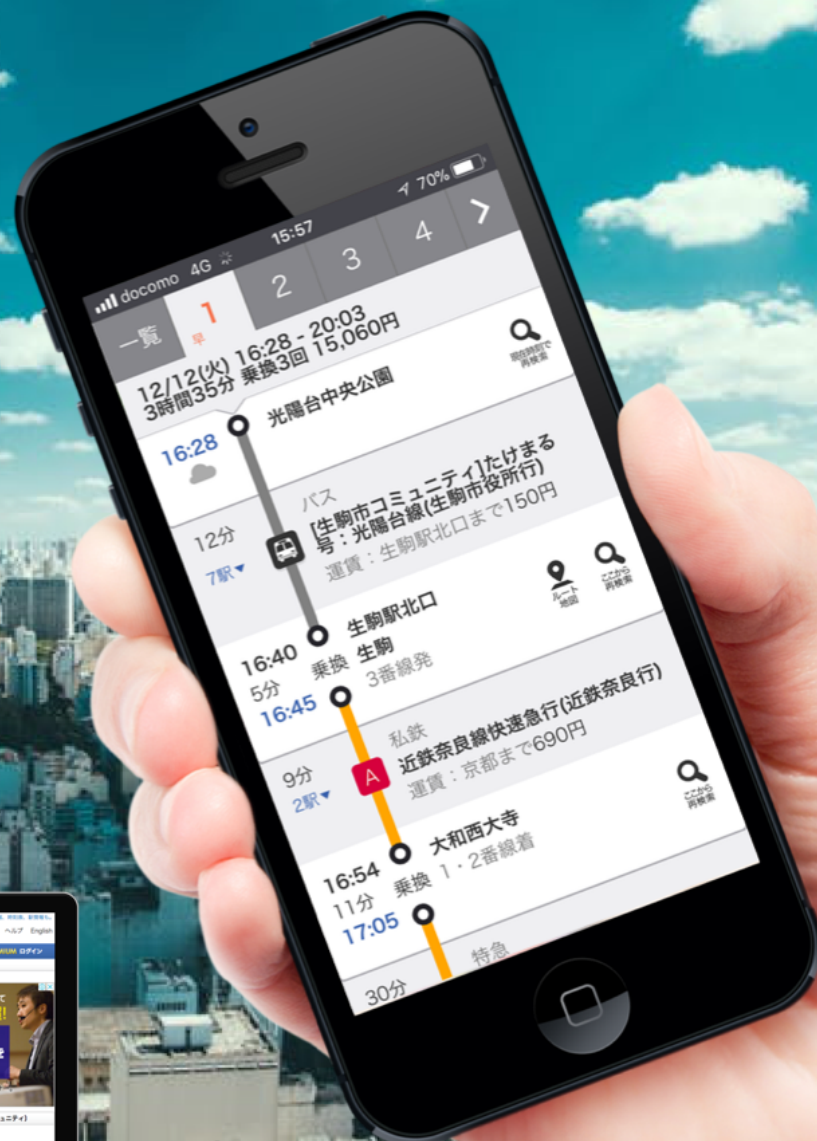 docomo 4G 15:57 70%
一覧 1 2 3 4
早
12/12(火) 16:28 - 20:03
3時間35分 乗換3回 15,060円
16:28 光陽台中央公園
現在時刻で
再検索
12分 バス
7駅▼ [生駒市コミュニティ]たけまる
号：光陽台線(生駒市役所行)
運賃：生駒駅北口まで150円
16:40 生駒駅北口
5分 乗換 生駒
16:45 3番線発
ルート
地図
ここから
再検索
9分 私鉄
2駅▼ A 近鉄奈良線快速急行(近鉄奈良行)
運賃：京都まで690円
16:54 大和西大寺
11分 乗換 1・2番線着
17:05
ここから
再検索
30分 特急
ヘルプ English
ログイン